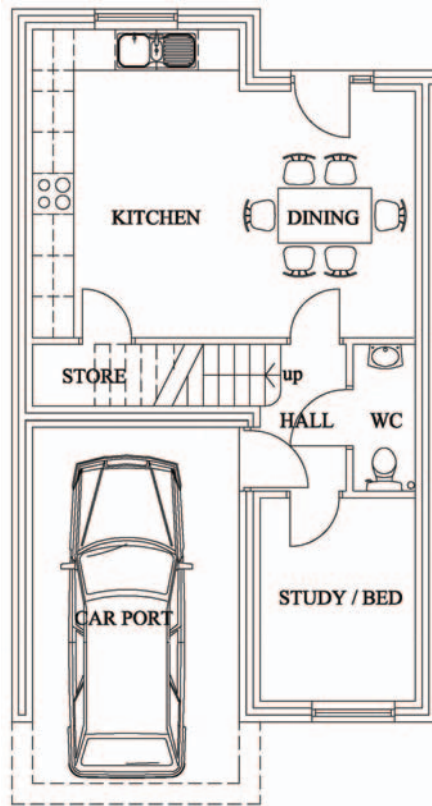 KITCHEN
DINING
STORE
up
HALL
WC
CAR PORT
STUDY / BED